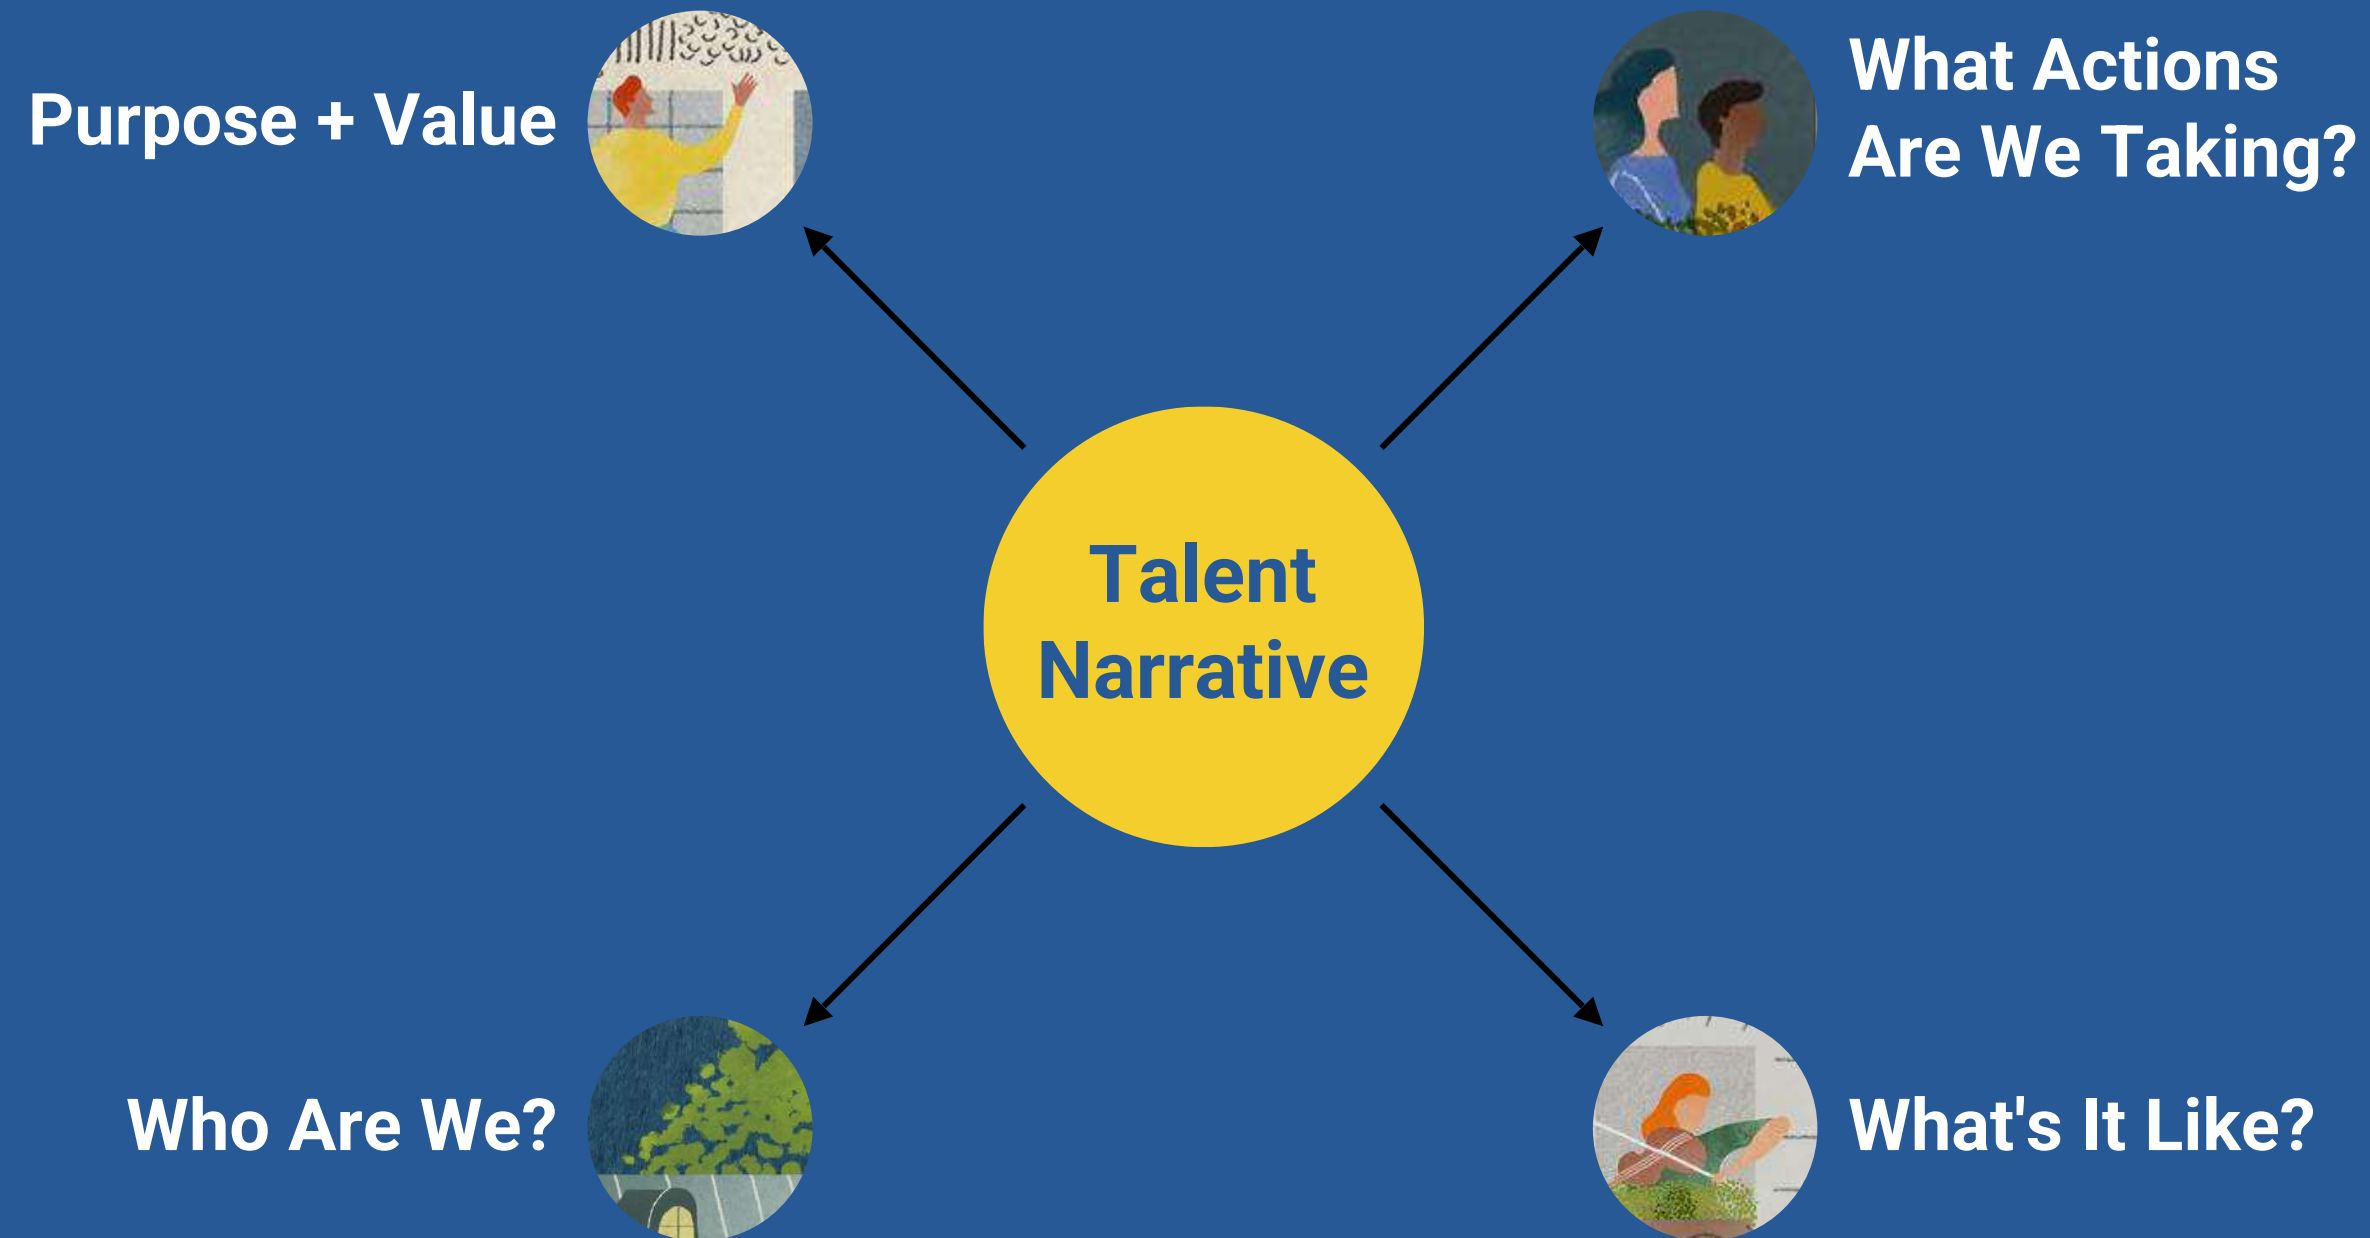 Purpose + Value
What Actions
Are We Taking?
Talent
Narrative
Who Are We?
What's It Like?